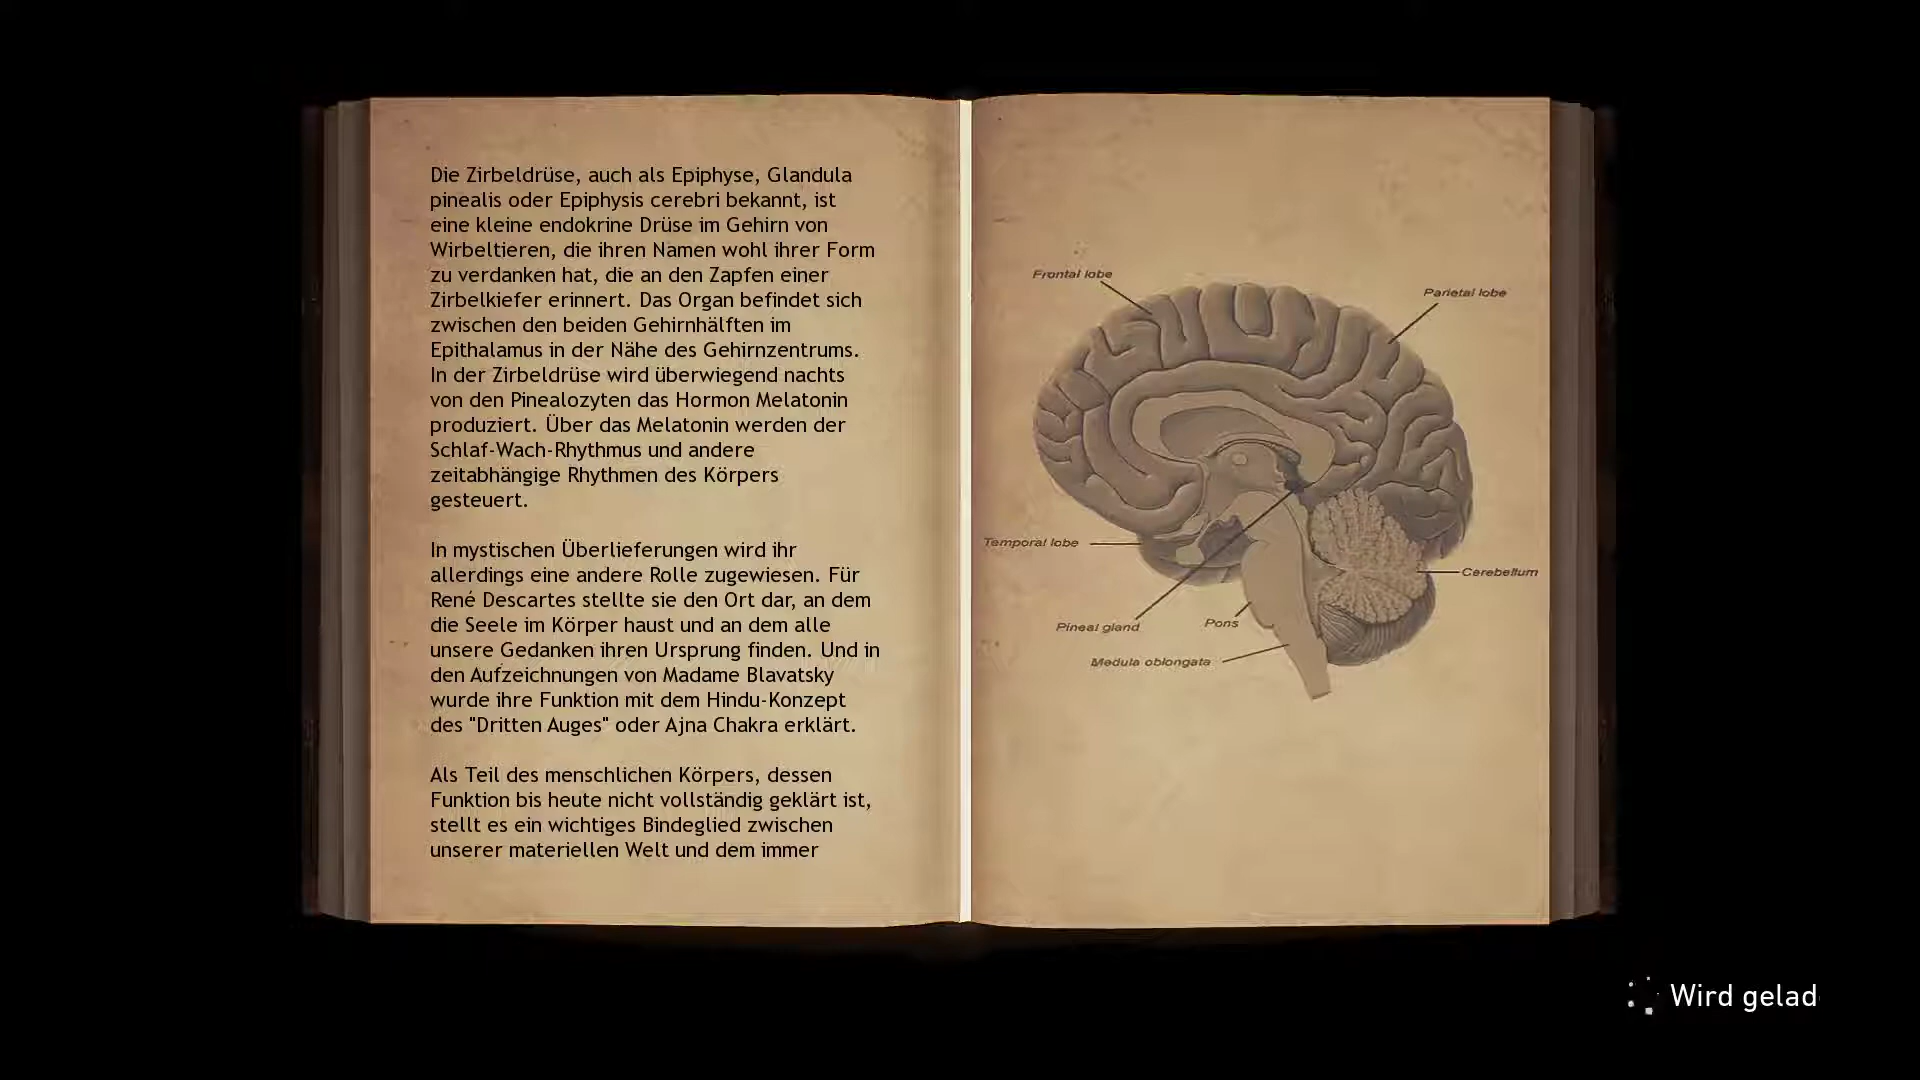 Die Zirbeldrüse, auch als Epiphyse, Glandula
pinealis oder Epiphysis cerebri bekannt, ist
eine kleine endokrine Drüse im Gehirn von
Wirbeltieren, die ihren Namen wohl ihrer Form
zu verdanken hat, die an den Zapfen einer
Zirbelkiefer erinnert. Das Organ befindet sich
zwischen den beiden Gehirnhälften im
Epithalamus in der Nähe des Gehirnzentrums.
In der Zirbeldrüse wird überwiegend nachts
von den Pinealozyten das Hormon Melatonin
produziert. Über das Melatonin werden der
Schlaf-Wach-Rhythmus und andere
zeitabhängige Rhythmen des Körpers
gesteuert.
In mystischen Überlieferungen wird ihr
allerdings eine andere Rolle zugewiesen. Für
René Descartes stellte sie den Ort dar, an dem
die Seele im Körper haust und an dem alle
unsere Gedanken ihren Ursprung finden. Und in
den Aufzeichnungen von Madame Blavatsky
wurde ihre Funktion mit dem Hindu-Konzept
des "Dritten Auges" oder Ajna Chakra erklärt.
Als Teil des menschlichen Körpers, dessen
Funktion bis heute nicht vollständig geklärt ist,
stellt es ein wichtiges Bindeglied zwischen
unserer materiellen Welt und dem immer
Frontal lobe
Parietal lobe
Temporal lobe
Cerebellum
Pineal gland
Pons
Medula oblongata
Wird gelad